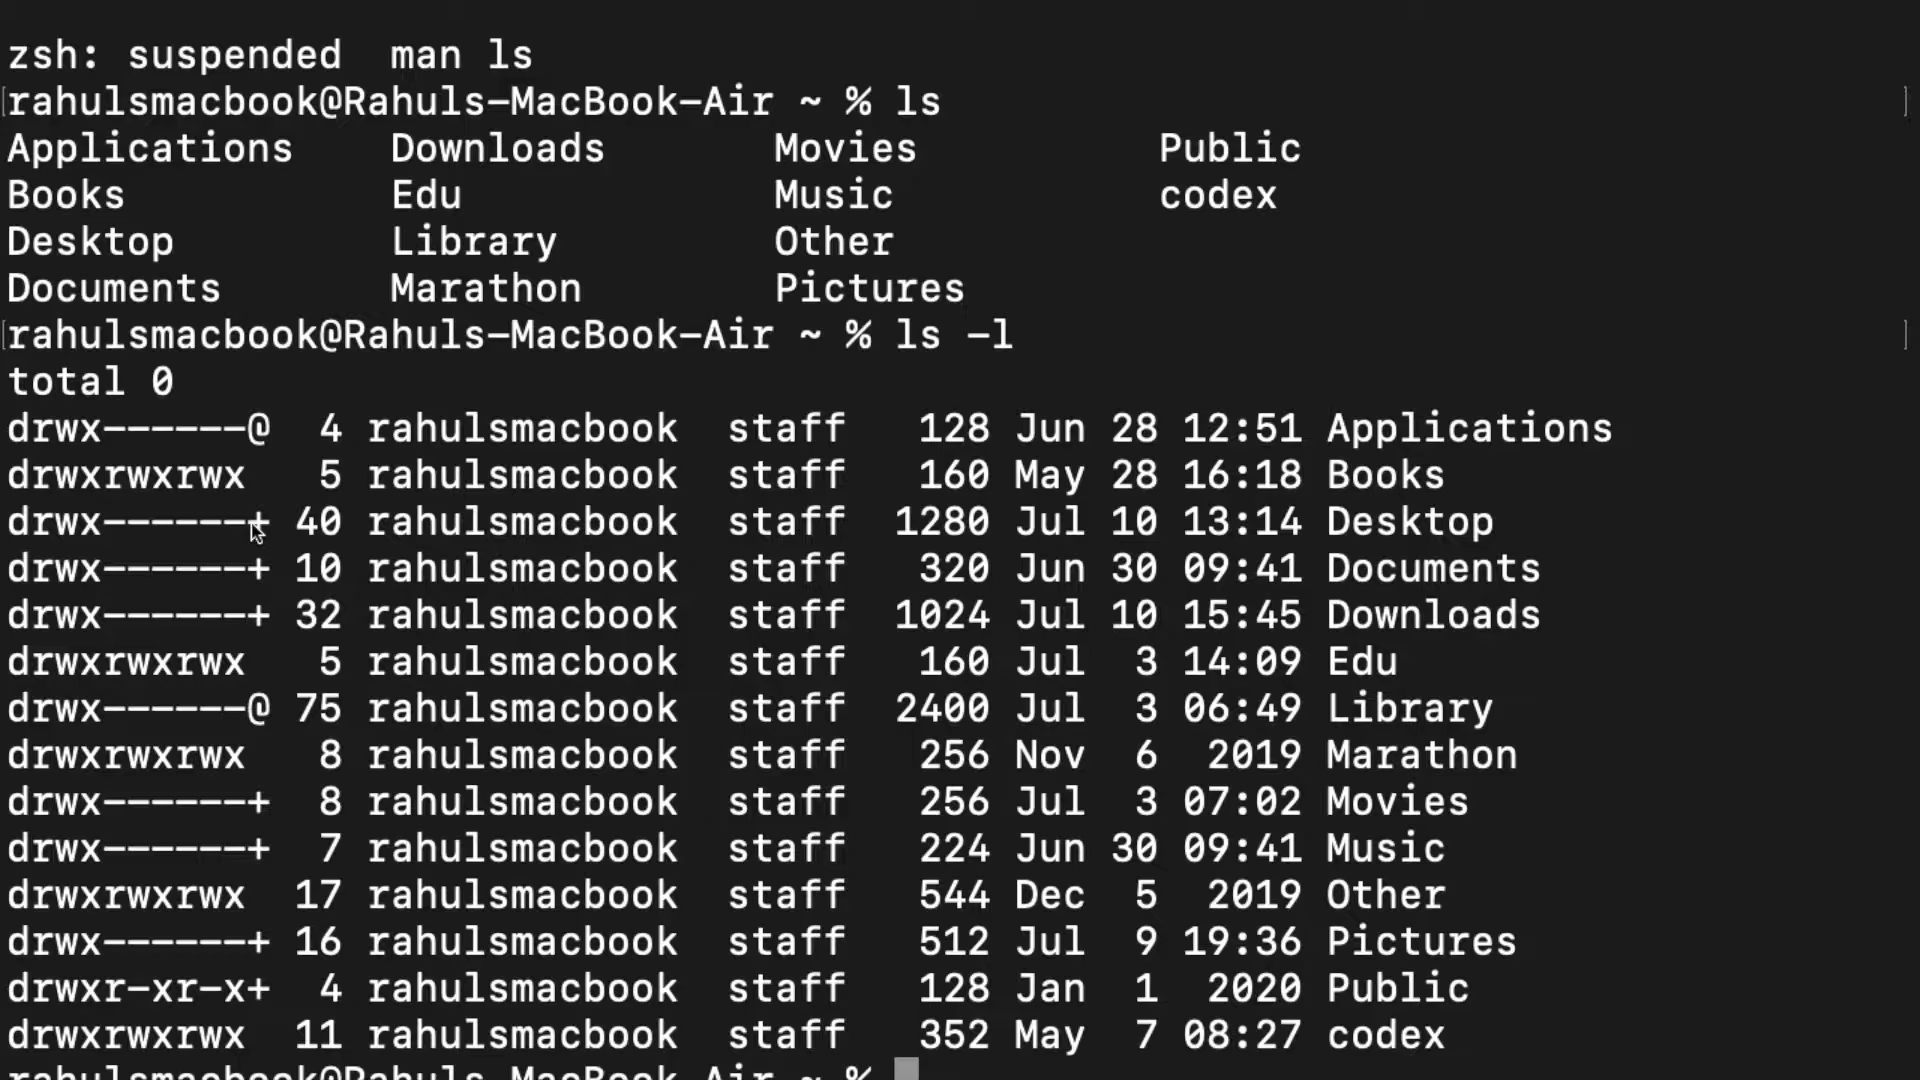 zsh: suspended  man ls
rahulsmacbook@Rahuls-MacBook-Air ~ % ls
Applications    Downloads       Movies          Public
Books           Edu             Music           codex
Desktop         Library         Other
Documents       Marathon        Pictures
rahulsmacbook@Rahuls-MacBook-Air ~ % ls -l
total 0
drwx------@  4 rahulsmacbook  staff   128 Jun 28 12:51 Applications
drwxrwxrwx   5 rahulsmacbook  staff   160 May 28 16:18 Books
drwx------+ 40 rahulsmacbook  staff  1280 Jul 10 13:14 Desktop
drwx------+ 10 rahulsmacbook  staff   320 Jun 30 09:41 Documents
drwx------+ 32 rahulsmacbook  staff  1024 Jul 10 15:45 Downloads
drwxrwxrwx   5 rahulsmacbook  staff   160 Jul  3 14:09 Edu
drwx------@ 75 rahulsmacbook  staff  2400 Jul  3 06:49 Library
drwxrwxrwx   8 rahulsmacbook  staff   256 Nov  6  2019 Marathon
drwx------+  8 rahulsmacbook  staff   256 Jul  3 07:02 Movies
drwx------+  7 rahulsmacbook  staff   224 Jun 30 09:41 Music
drwxrwxrwx  17 rahulsmacbook  staff   544 Dec  5  2019 Other
drwx------+ 16 rahulsmacbook  staff   512 Jul  9 19:36 Pictures
drwxr-xr-x+  4 rahulsmacbook  staff   128 Jan  1  2020 Public
drwxrwxrwx  11 rahulsmacbook  staff   352 May  7 08:27 codex
rahulsmacbook@Rahuls-MacBook-Air ~ %